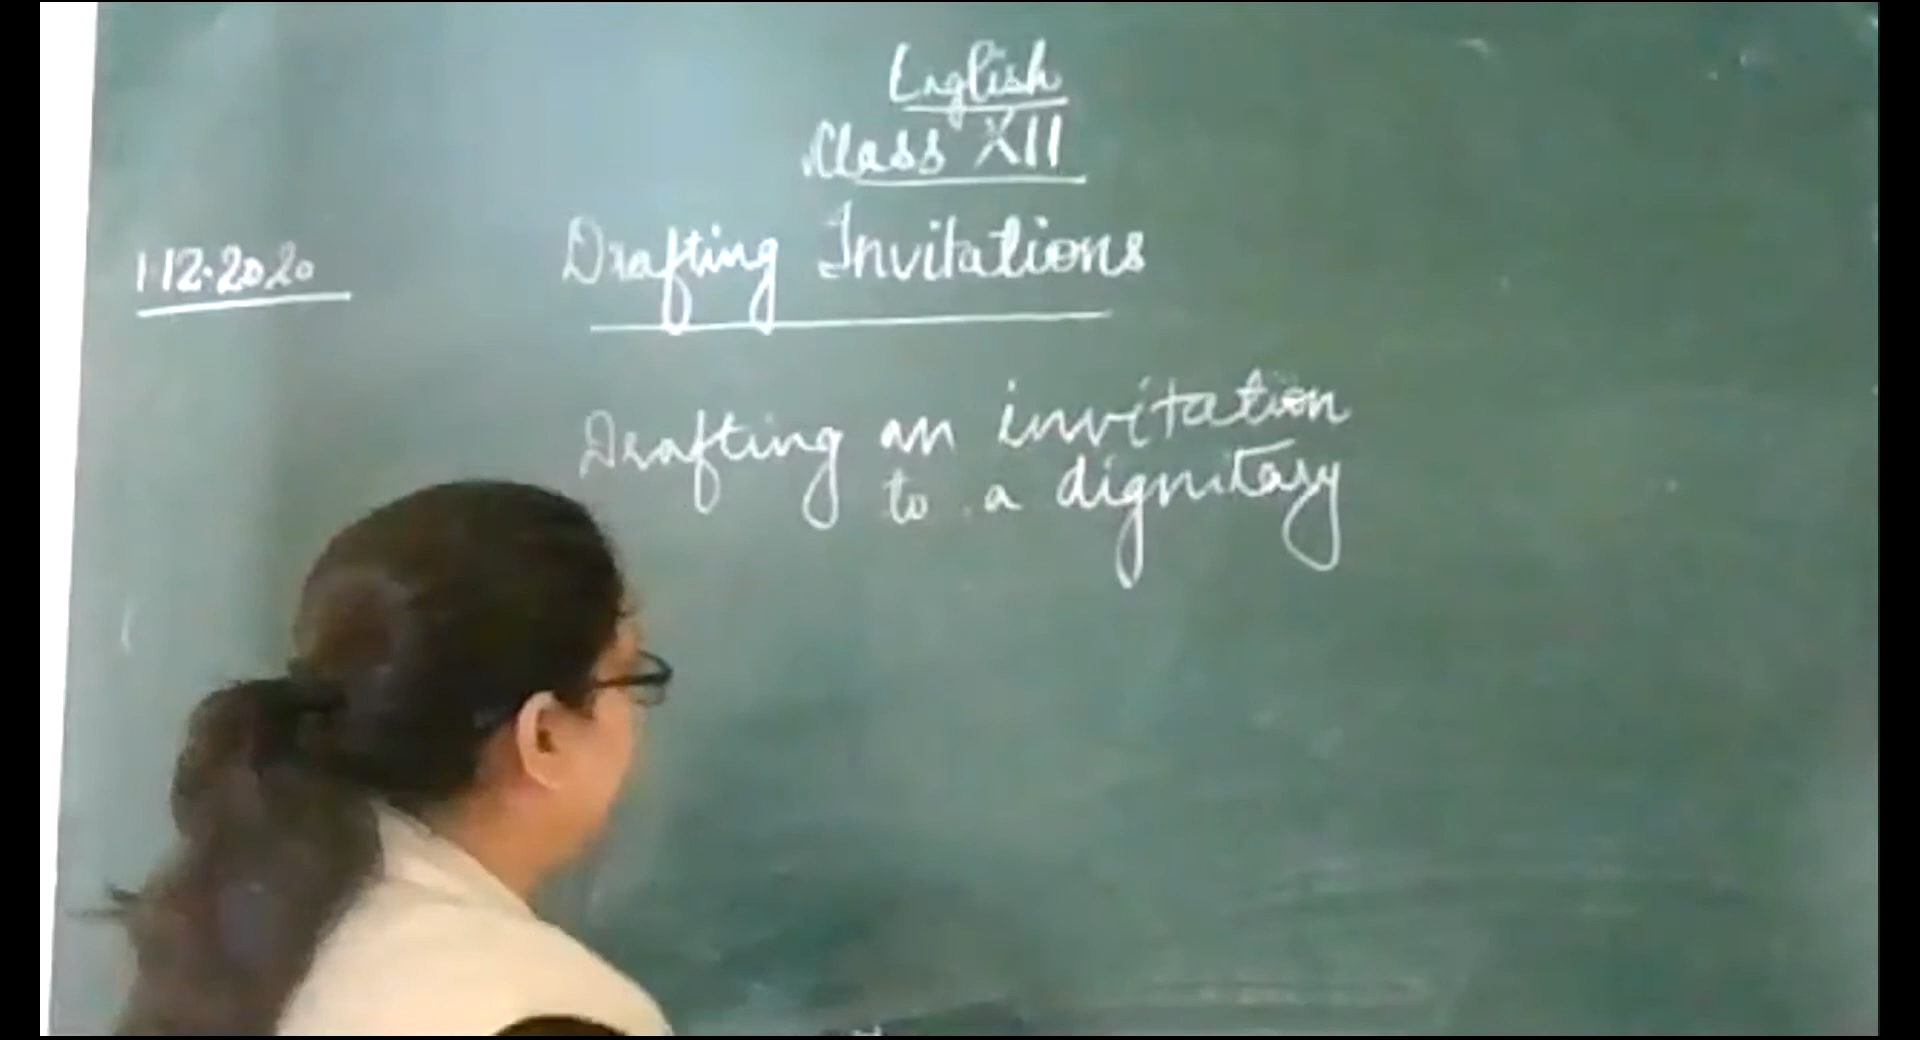 English
Class XII
1.12.2020
Drafting Invitations
Drafting an invitation
to a dignitary